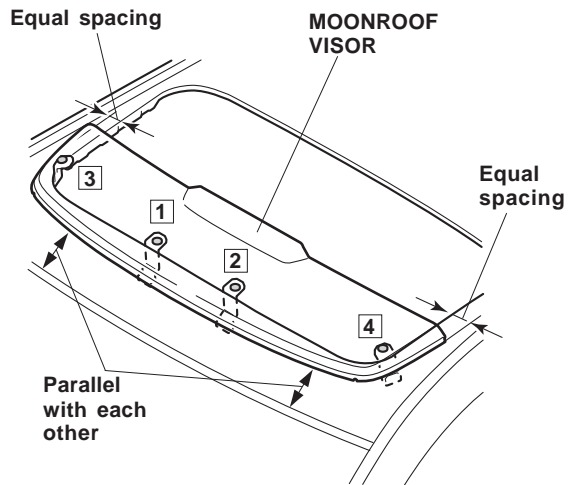 Equal spacing
MOONROOF
VISOR
Equal
spacing
3
1
2
4
Parallel
with each
other